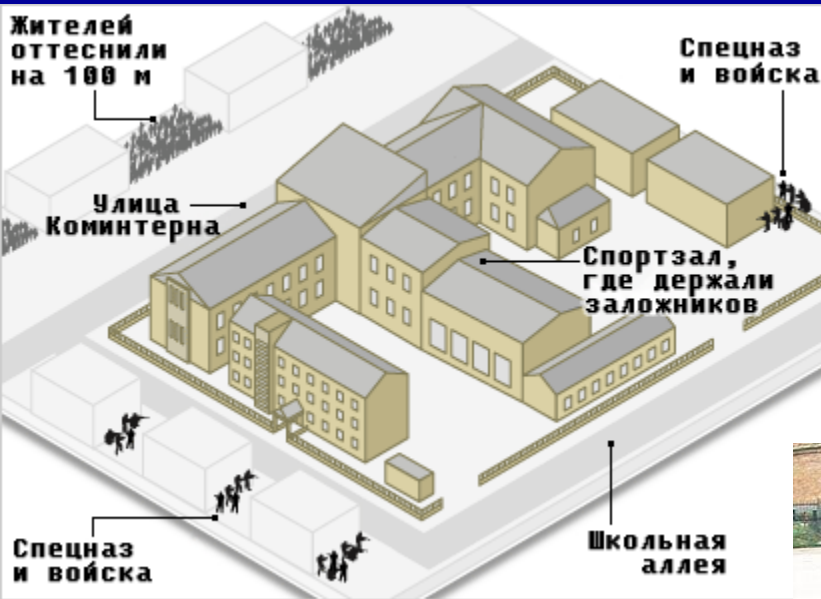 Жителей
оттеснили
на 100 м
Спецназ
и войска
Улица
Коминтерна
Спортзал,
где держали
заложников
Спецназ
и войска
Школьная
аллея